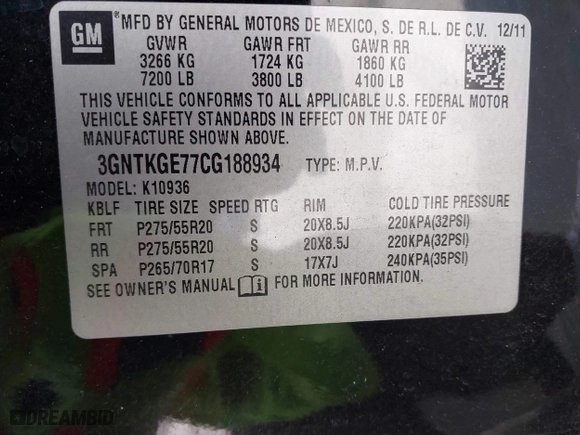 GM
MFD BY GENERAL MOTORS DE MEXICO, S. DE R.L. DE C.V. 12/11
GVWR GAWR FRT GAWR RR
3266 KG 1724 KG 1860 KG
7200 LB 3800 LB 4100 LB
THIS VEHICLE CONFORMS TO ALL APPLICABLE U.S. FEDERAL MOTOR
VEHICLE SAFETY STANDARDS IN EFFECT ON THE DATE OF
MANUFACTURE SHOWN ABOVE.
3GNTKGE77CG188934 TYPE: M.P.V.
MODEL: K10936
KBLF TIRE SIZE SPEED RTG RIM COLD TIRE PRESSURE
FRT P275/55R20 S 20X8.5J 220KPA(32PSI)
RR P275/55R20 S 20X8.5J 220KPA(32PSI)
SPA P265/70R17 S 17X7J 240KPA(35PSI)
SEE OWNER'S MANUAL FOR MORE INFORMATION.
DREAMBID